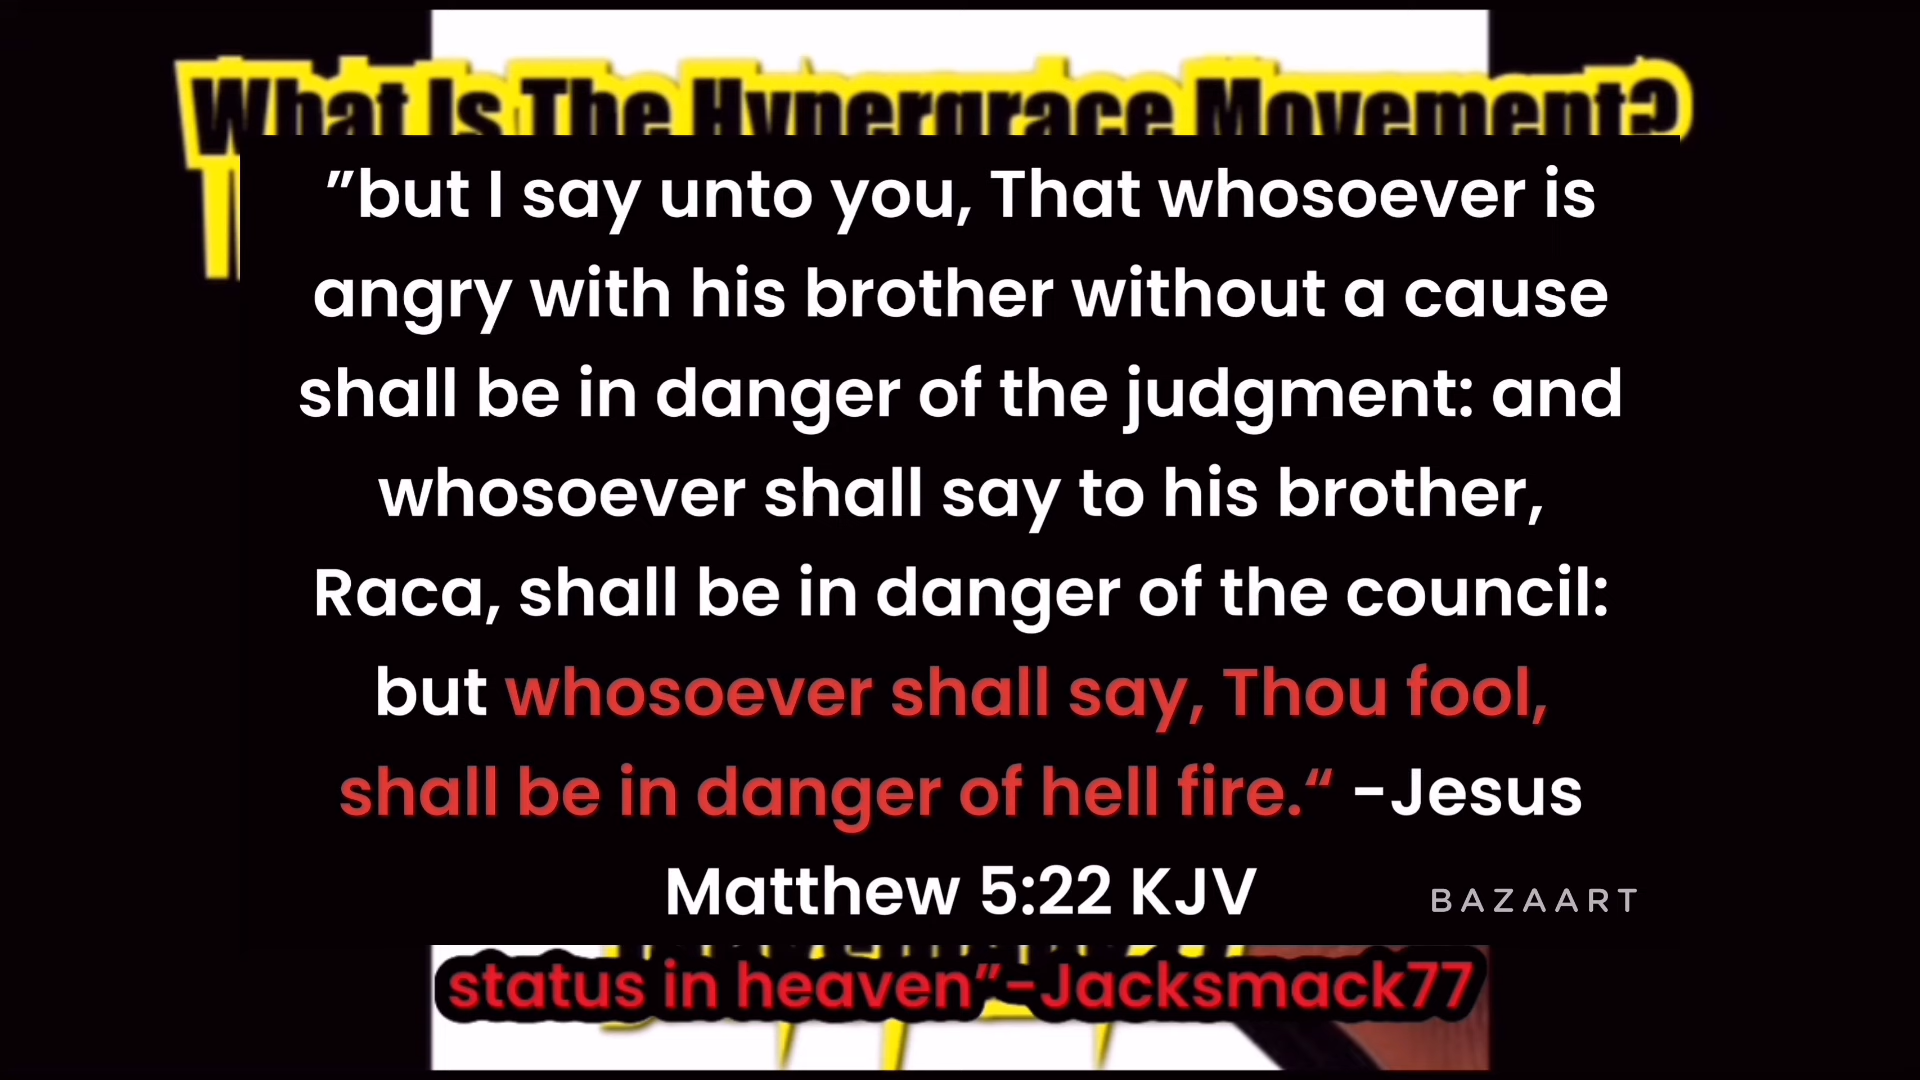 What Is The Hypergrace Movement?
”but I say unto you, That whosoever is
angry with his brother without a cause
shall be in danger of the judgment: and
whosoever shall say to his brother,
Raca, shall be in danger of the council:
but whosoever shall say, Thou fool,
shall be in danger of hell fire.“ -Jesus
Matthew 5:22 KJV
BAZAART
status in heaven”-Jacksmack77